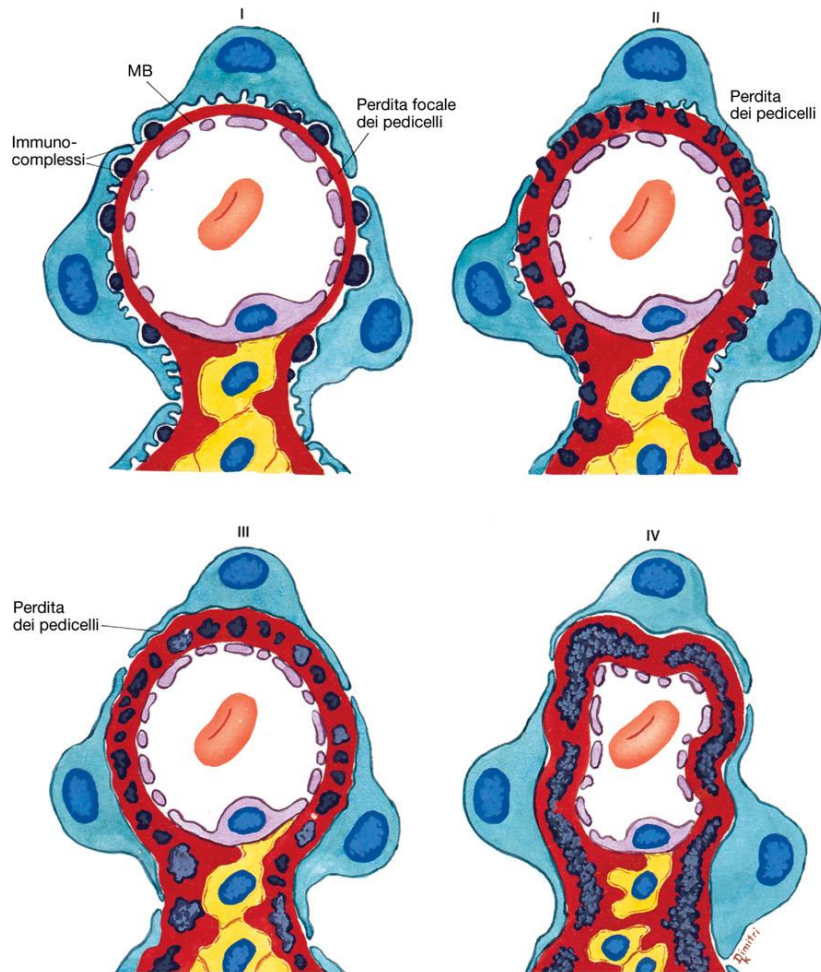 I
II
MB
Perdita focale
dei pedicelli
Immuno-
complessi
Perdita
dei pedicelli
III
IV
Perdita
dei pedicelli
Dimitri
K